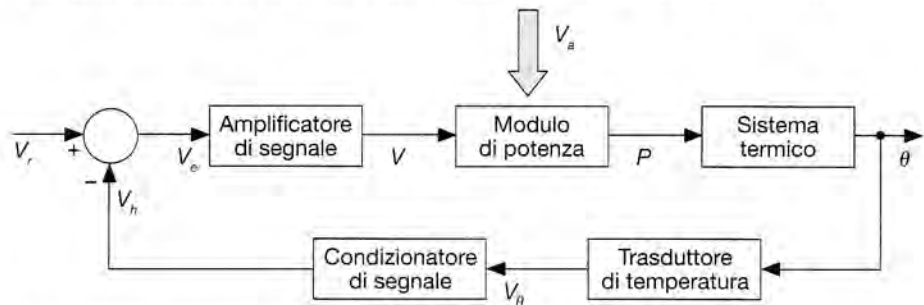 V_a
V_r
+
−
V_e
Amplificatore
di segnale
V
Modulo
di potenza
P
Sistema
termico
θ
V_h
Condizionatore
di segnale
V_θ
Trasduttore
di temperatura